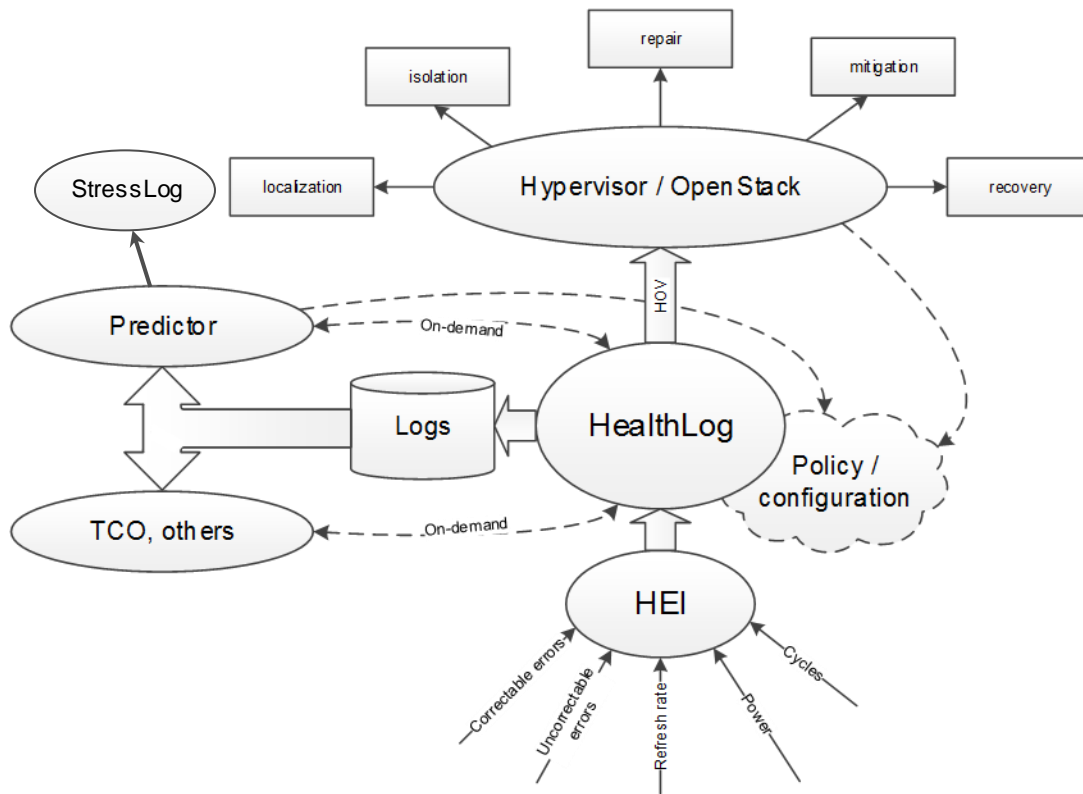 repair
isolation
mitigation
StressLog
localization
Hypervisor / OpenStack
recovery
HOV
Predictor
On-demand
Logs
HealthLog
Policy /
configuration
TCO, others
On-demand
HEI
Correctable errors
Uncorrectable
errors
Refresh rate
Power
Cycles